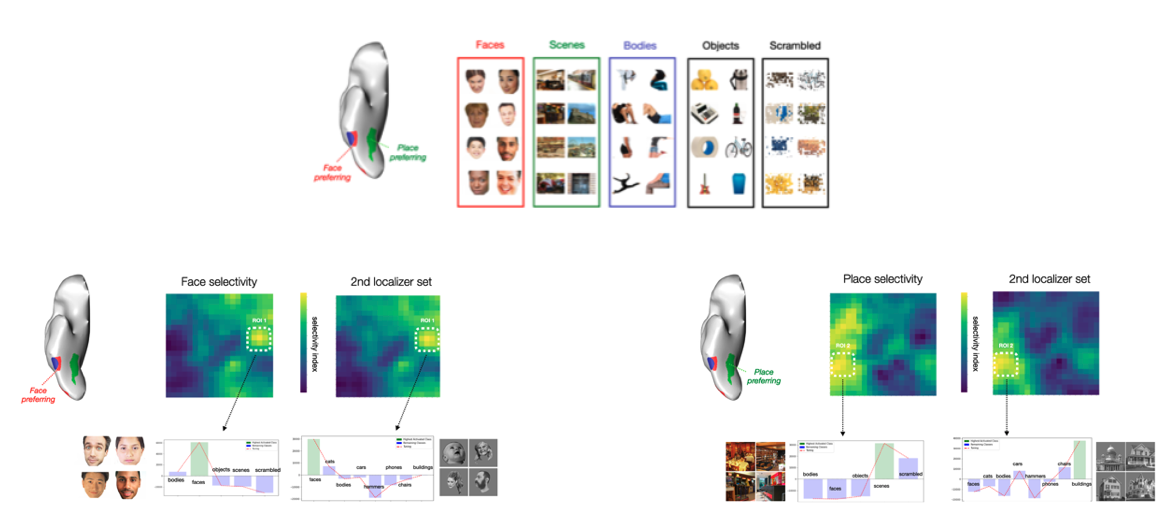 Faces Scenes Bodies Objects Scrambled
Place
preferring
Face
preferring
Face selectivity
2nd localizer set
ROI 1
ROI 1
selectivity index
Face
preferring
bodies
faces
objects
scenes
scrambled
faces
cats
bodies
cars
hammers
phones
chairs
buildings
Place selectivity
2nd localizer set
ROI 2
ROI 2
selectivity index
Place
preferring
bodies
faces
objects
scenes
scrambled
faces
cats
bodies
cars
hammers
phones
chairs
buildings